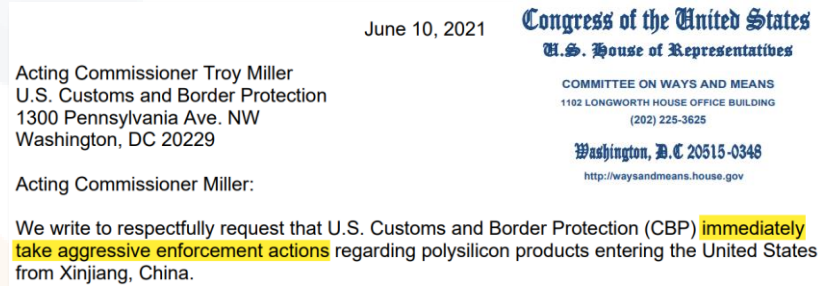 June 10, 2021
Congress of the United States
U.S. House of Representatives
COMMITTEE ON WAYS AND MEANS
1102 LONGWORTH HOUSE OFFICE BUILDING
(202) 225-3625
Washington, D.C 20515-0348
http://waysandmeans.house.gov
Acting Commissioner Troy Miller
U.S. Customs and Border Protection
1300 Pennsylvania Ave. NW
Washington, DC 20229
Acting Commissioner Miller:
We write to respectfully request that U.S. Customs and Border Protection (CBP) immediately
take aggressive enforcement actions regarding polysilicon products entering the United States
from Xinjiang, China.